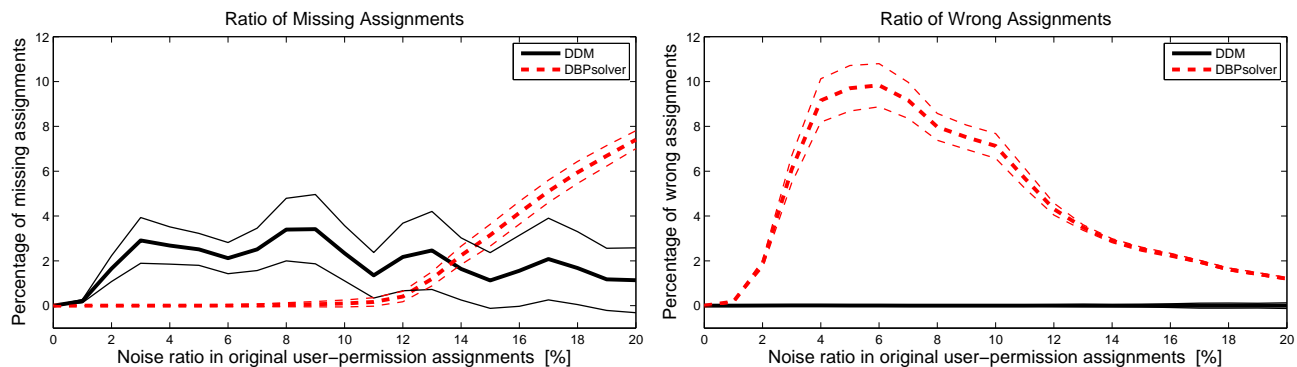 Ratio of Missing Assignments
Percentage of missing assignments
12
10
8
6
4
2
0
DDM
DBPsolver
0 2 4 6 8 10 12 14 16 18 20
Noise ratio in original user−permission assignments [%]
Ratio of Wrong Assignments
Percentage of wrong assignments
12
10
8
6
4
2
0
DDM
DBPsolver
0 2 4 6 8 10 12 14 16 18 20
Noise ratio in original user−permission assignments [%]